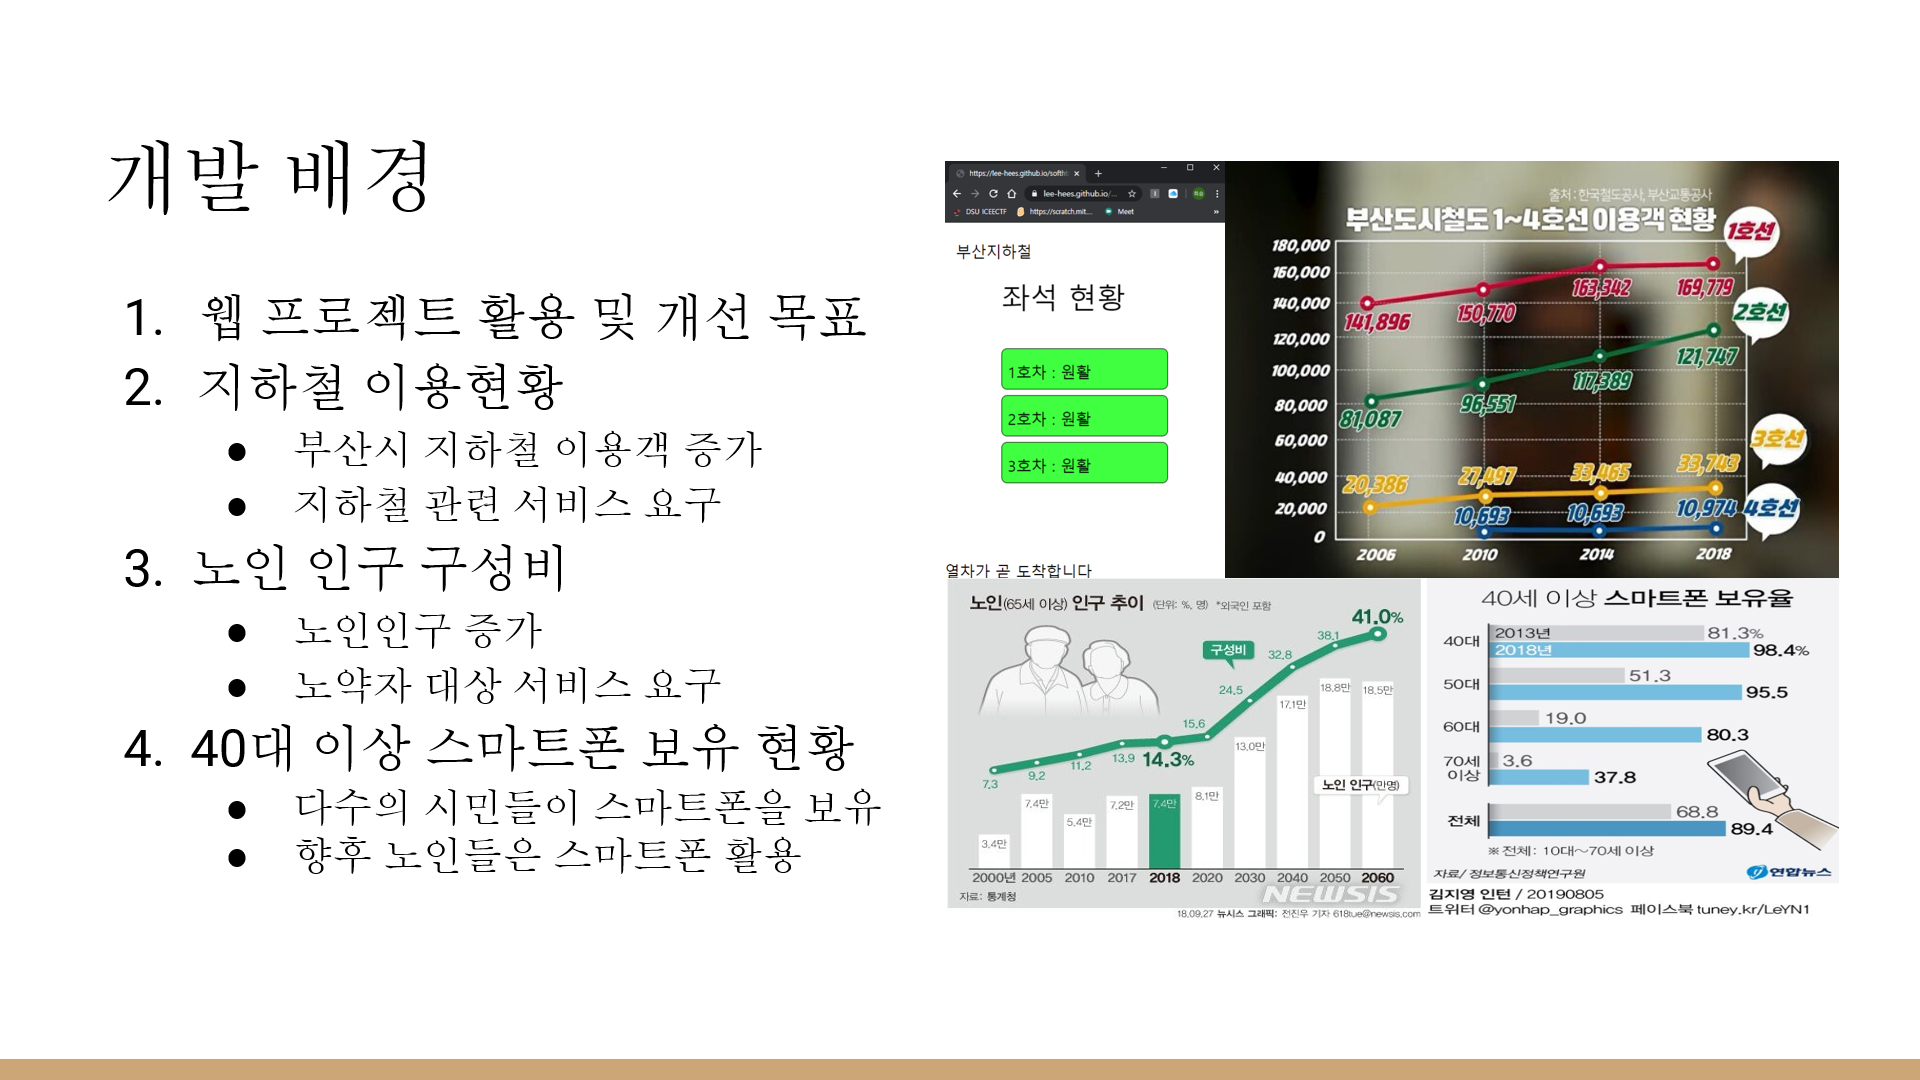 개발 배경
1. 웹 프로젝트 활용 및 개선 목표
2. 지하철 이용현황
● 부산시 지하철 이용객 증가
● 지하철 관련 서비스 요구
3. 노인 인구 구성비
● 노인인구 증가
● 노약자 대상 서비스 요구
4. 40대 이상 스마트폰 보유 현황
● 다수의 시민들이 스마트폰을 보유
● 향후 노인들은 스마트폰 활용
https://lee-hees.github.io/softh
lee-hees.github.io/...
DSU ICEECTF https://scratch.mit... Meet
부산지하철
좌석 현황
1호차 : 원활
2호차 : 원활
3호차 : 원활
열차가 곧 도착합니다
출처 : 한국철도공사, 부산교통공사
부산도시철도 1~4호선 이용객 현황
1호선
2호선
3호선
4호선
180,000
160,000
140,000
120,000
100,000
80,000
60,000
40,000
20,000
0
141,896 150,770 163,342 169,779
81,087 96,551 117,389 121,747
20,386 27,497 33,465 33,743
10,693 10,693 10,974
2006 2010 2014 2018
노인(65세 이상) 인구 추이 (단위: %, 명) *외국인 포함
구성비
7.3 9.2 11.2 13.9 14.3% 15.6 24.5 32.8 38.1 41.0%
노인 인구(만명)
3.4만 7.4만 5.4만 7.2만 7.4만 8.1만 13.0만 17.1만 18.8만 18.5만
2000년 2005 2010 2017 2018 2020 2030 2040 2050 2060
자료: 통계청
NEWSIS
18.09.27 뉴시스 그래픽: 전진우 기자 618tue@newsis.com
40세 이상 스마트폰 보유율
40대 2013년 81.3%
2018년 98.4%
50대 51.3
95.5
60대 19.0
80.3
70세 이상 3.6
37.8
전체 68.8
89.4
※ 전체: 10대~70세 이상
자료/ 정보통신정책연구원
연합뉴스
김지영 인턴 / 20190805
트위터 @yonhap_graphics 페이스북 tuney.kr/LeYN1